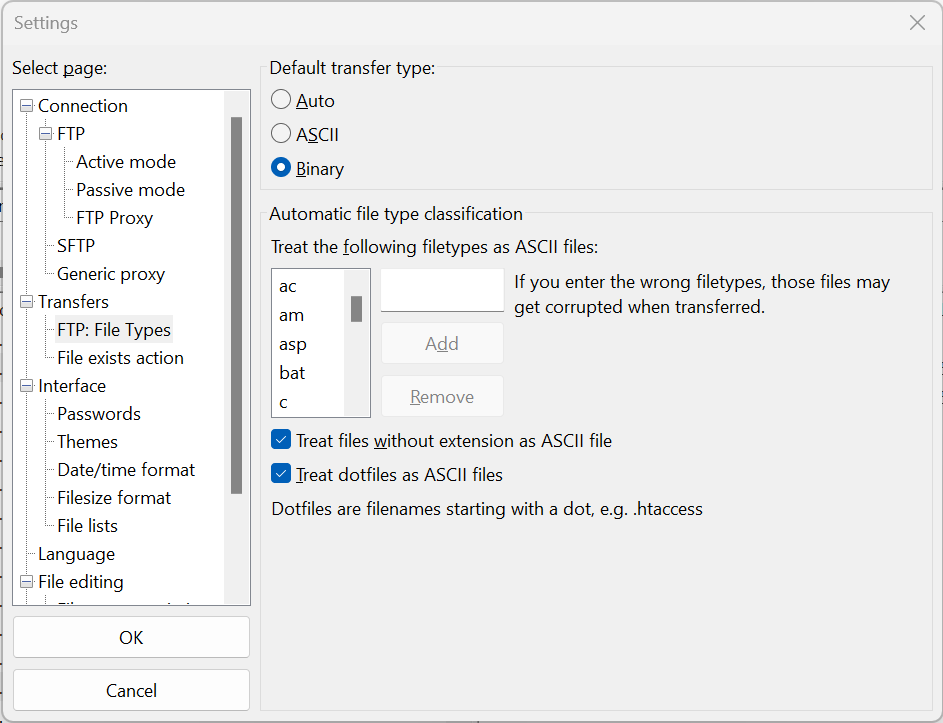 Settings
Select page:
Connection
FTP
Active mode
Passive mode
FTP Proxy
SFTP
Generic proxy
Transfers
FTP: File Types
File exists action
Interface
Passwords
Themes
Date/time format
Filesize format
File lists
Language
File editing
OK
Cancel
Default transfer type:
Auto
ASCII
Binary
Automatic file type classification
Treat the following filetypes as ASCII files:
ac
am
asp
bat
c
If you enter the wrong filetypes, those files may
get corrupted when transferred.
Add
Remove
Treat files without extension as ASCII file
Treat dotfiles as ASCII files
Dotfiles are filenames starting with a dot, e.g. .htaccess